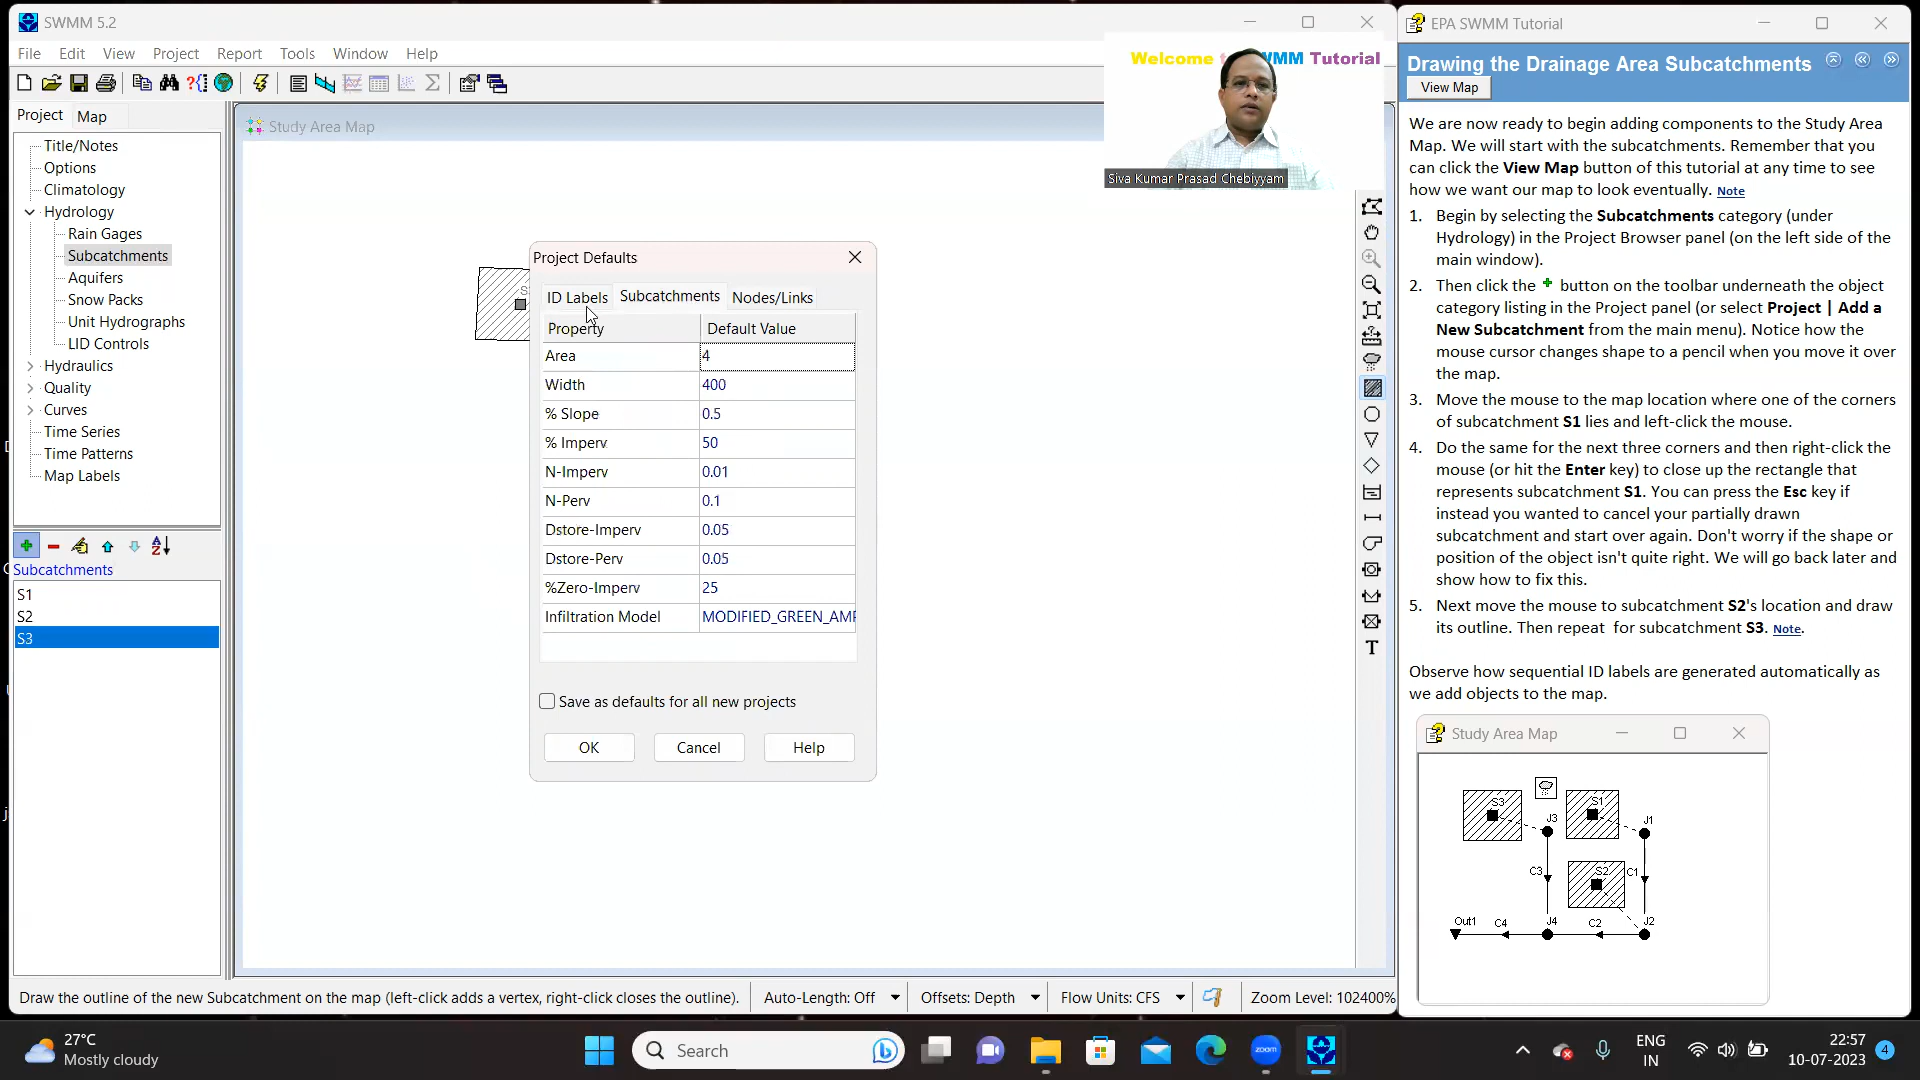 SWMM 5.2
File Edit View Project Report Tools Window Help
Project Map
Title/Notes
Options
Climatology
Hydrology
Rain Gages
Subcatchments
Aquifers
Snow Packs
Unit Hydrographs
LID Controls
Hydraulics
Quality
Curves
Time Series
Time Patterns
Map Labels
Subcatchments
S1
S2
S3
Study Area Map
Welcome
WMM Tutorial
Siva Kumar Prasad Chebiyyam
Project Defaults
ID Labels Subcatchments Nodes/Links
Property Default Value
Area 4
Width 400
% Slope 0.5
% Imperv 50
N-Imperv 0.01
N-Perv 0.1
Dstore-Imperv 0.05
Dstore-Perv 0.05
%Zero-Imperv 25
Infiltration Model MODIFIED_GREEN_AMP
Save as defaults for all new projects
OK Cancel Help
Draw the outline of the new Subcatchment on the map (left-click adds a vertex, right-click closes the outline). Auto-Length: Off Offsets: Depth Flow Units: CFS Zoom Level: 102400%
EPA SWMM Tutorial
Drawing the Drainage Area Subcatchments
View Map
We are now ready to begin adding components to the Study Area
Map. We will start with the subcatchments. Remember that you
can click the View Map button of this tutorial at any time to see
how we want our map to look eventually. Note
1. Begin by selecting the Subcatchments category (under
Hydrology) in the Project Browser panel (on the left side of the
main window).
2. Then click the + button on the toolbar underneath the object
category listing in the Project panel (or select Project | Add a
New Subcatchment from the main menu). Notice how the
mouse cursor changes shape to a pencil when you move it over
the map.
3. Move the mouse to the map location where one of the corners
of subcatchment S1 lies and left-click the mouse.
4. Do the same for the next three corners and then right-click the
mouse (or hit the Enter key) to close up the rectangle that
represents subcatchment S1. You can press the Esc key if
instead you wanted to cancel your partially drawn
subcatchment and start over again. Don't worry if the shape or
position of the object isn't quite right. We will go back later and
show how to fix this.
5. Next move the mouse to subcatchment S2's location and draw
its outline. Then repeat for subcatchment S3. Note.
Observe how sequential ID labels are generated automatically as
we add objects to the map.
Study Area Map
S3 S1
J3 J1
C3 S2 C1
Out1 C4 J4 C2 J2
27°C
Mostly cloudy
Search
zoom
ENG
IN
22:57
10-07-2023
4